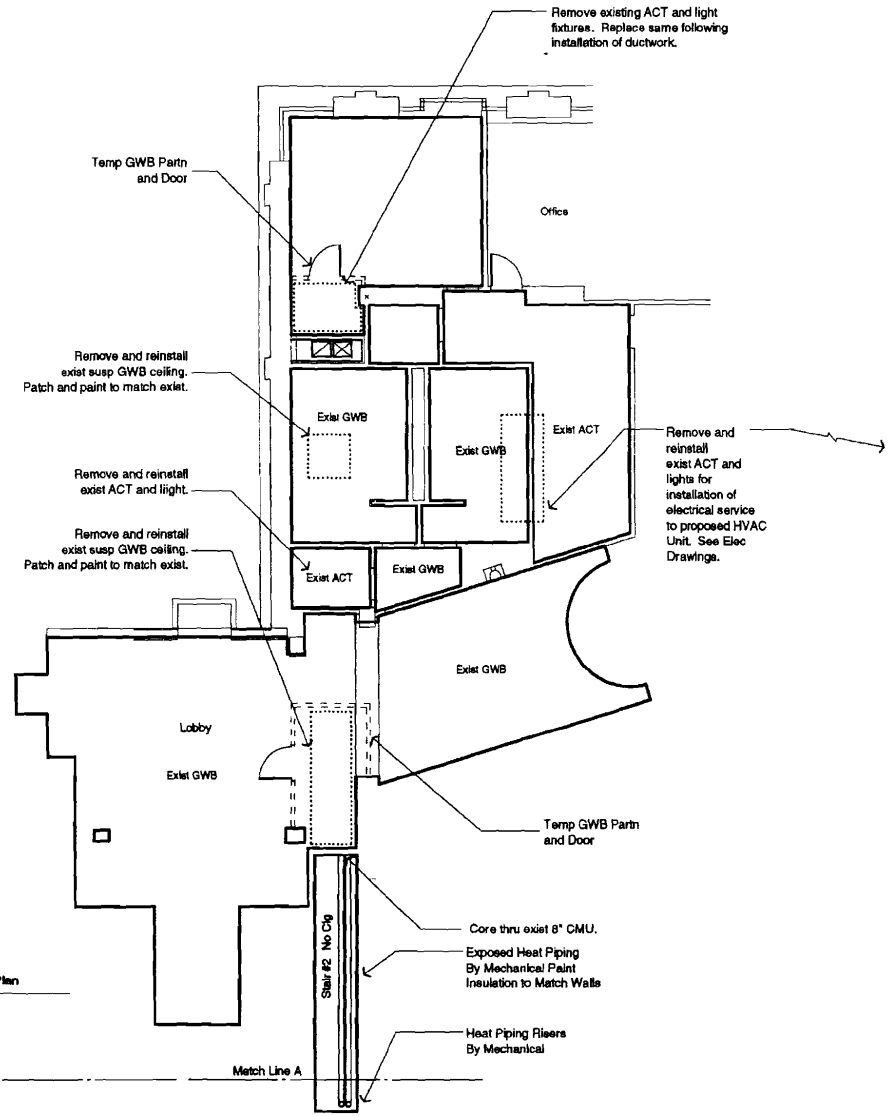 Remove existing ACT and light
fixtures. Replace same following
installation of ductwork.
Temp GWB Partn
and Door
Office
Remove and reinstall
exist susp GWB ceiling.
Patch and paint to match exist.
Exist GWB
Exist GWB
Exist ACT
Remove and
reinstall
exist ACT and
lights for
installation of
electrical service
to proposed HVAC
Unit. See Elec
Drawings.
Remove and reinstall
exist ACT and liight.
Remove and reinstall
exist susp GWB ceiling.
Patch and paint to match exist.
Exist ACT
Exist GWB
Exist GWB
Lobby
Exist GWB
Temp GWB Partn
and Door
Core thru exist 8" CMU.
Stair #2 No Clg
Exposed Heat Piping
By Mechanical Paint
Insulation to Match Walls
Plan
Heat Piping Risers
By Mechanical
Match Line A